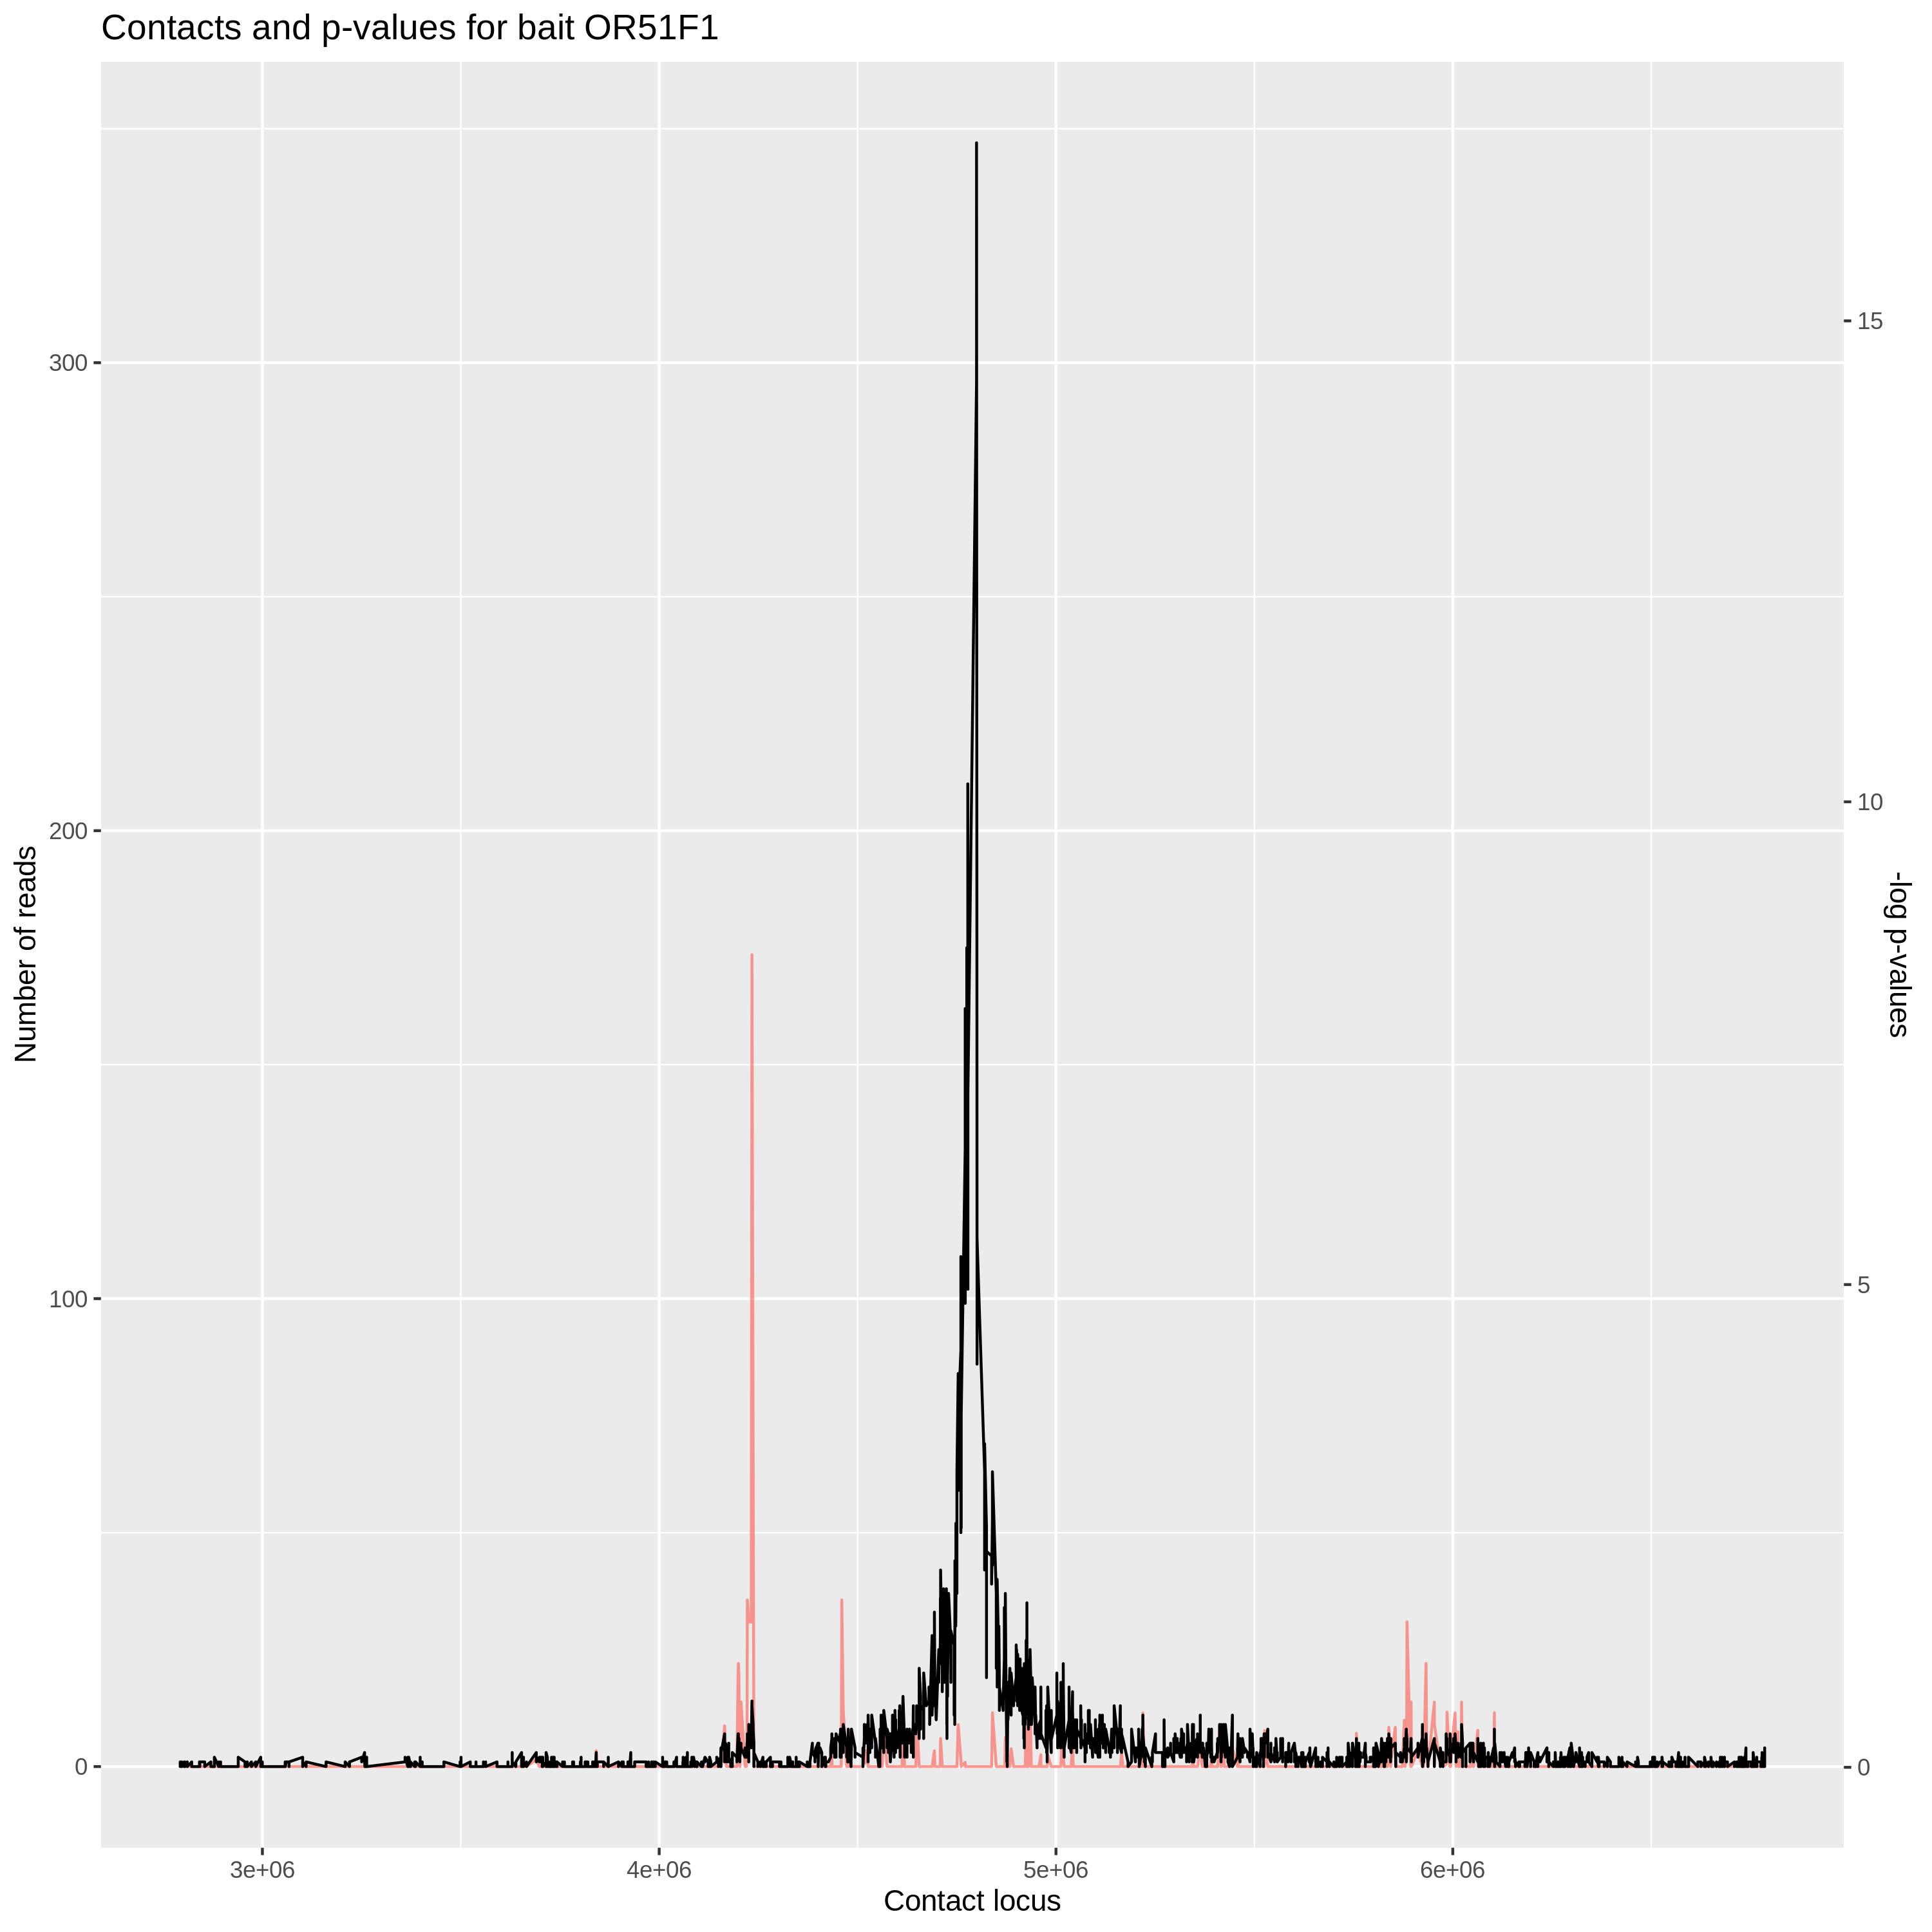 Contacts and p-values for bait OR51F1
300
200
100
0
15
10
5
0
Number of reads
-log p-values
3e+06
4e+06
5e+06
6e+06
Contact locus